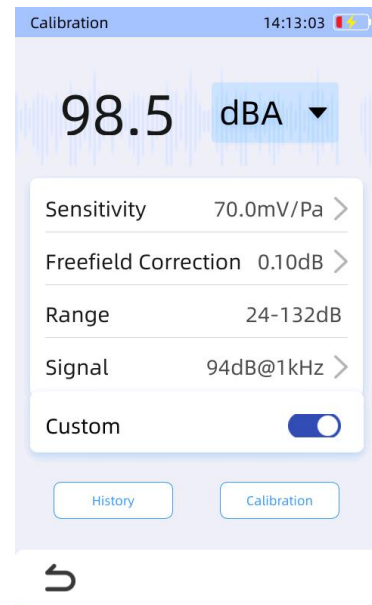 Calibration 14:13:03
98.5 dBA
Sensitivity 70.0mV/Pa
Freefield Correction 0.10dB
Range 24-132dB
Signal 94dB@1kHz
Custom
History Calibration